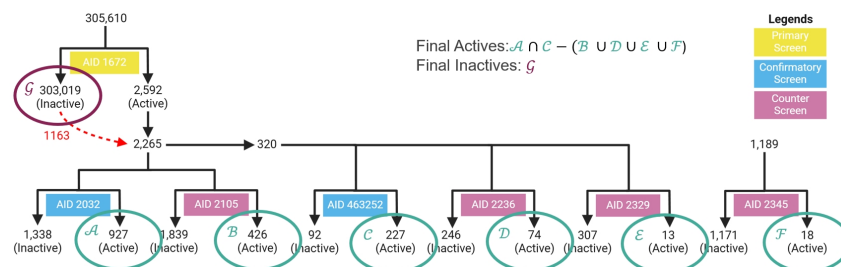 305,610
AID 1672
𝒢 303,019 (Inactive)
2,592 (Active)
1163
2,265
320
1,189
Final Actives: 𝒜 ∩ 𝒞 − (ℬ ∪ 𝒟 ∪ ℰ ∪ ℱ)
Final Inactives: 𝒢
Legends
Primary
Screen
Confirmatory
Screen
Counter
Screen
AID 2032
AID 2105
AID 463252
AID 2236
AID 2329
AID 2345
1,338 (Inactive)
𝒜 927 (Active)
1,839 (Inactive)
ℬ 426 (Active)
92 (Inactive)
𝒞 227 (Active)
246 (Inactive)
𝒟 74 (Active)
307 (Inactive)
ℰ 13 (Active)
1,171 (Inactive)
ℱ 18 (Active)